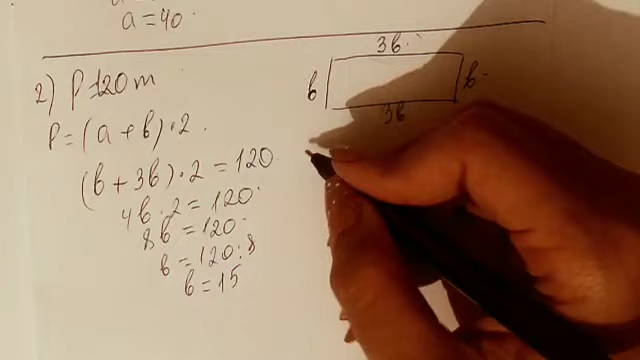 a = 40.
2) P=120 m
3b
b
b
3b
P = (a + b) · 2.
(b + 3b) · 2 = 120
4b · 2 = 120
8b = 120
b = 120 : 8
b = 15